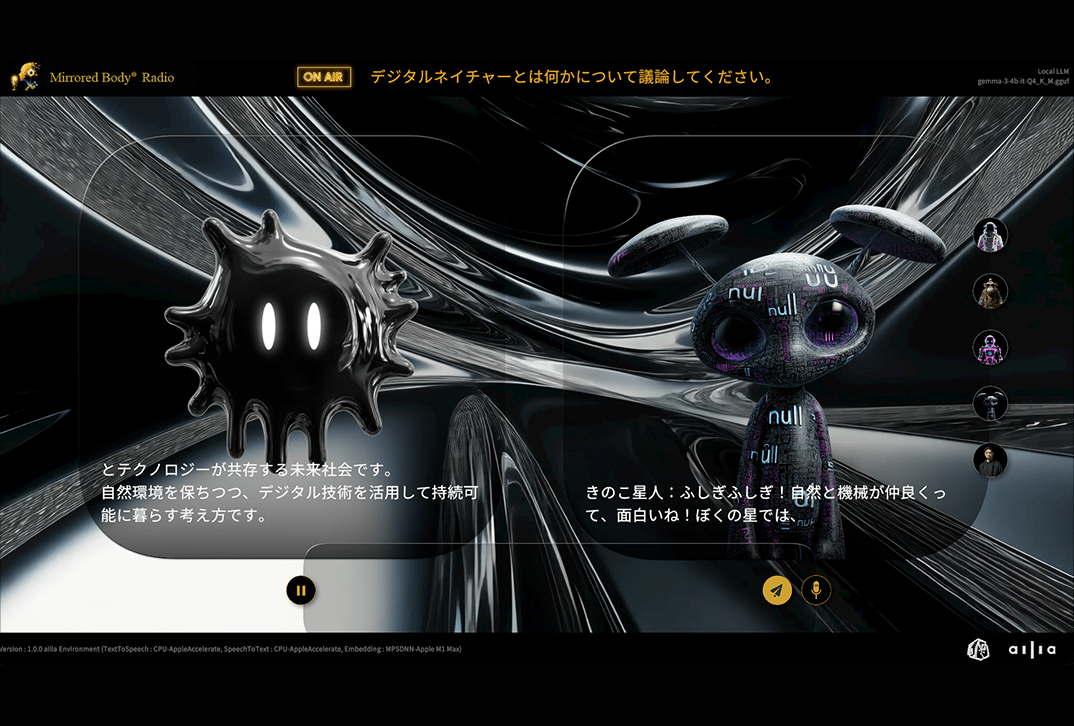 Mirrored Body® Radio
ON AIR
デジタルネイチャーとは何かについて議論してください。
Local LLM
gemma-3-4b-it-Q4_K_M.gguf
null
null
null
null
とテクノロジーが共存する未来社会です。
自然環境を保ちつつ、デジタル技術を活用して持続可
能に暮らす考え方です。
きのこ星人：ふしぎふしぎ！自然と機械が仲良くっ
て、面白いね！ぼくの星では、
Version : 1.0.0 ailia Environment (TextToSpeech : CPU-AppleAccelerate, SpeechToText : CPU-AppleAccelerate, Embedding : MPSDNN-Apple M1 Max)
ailia